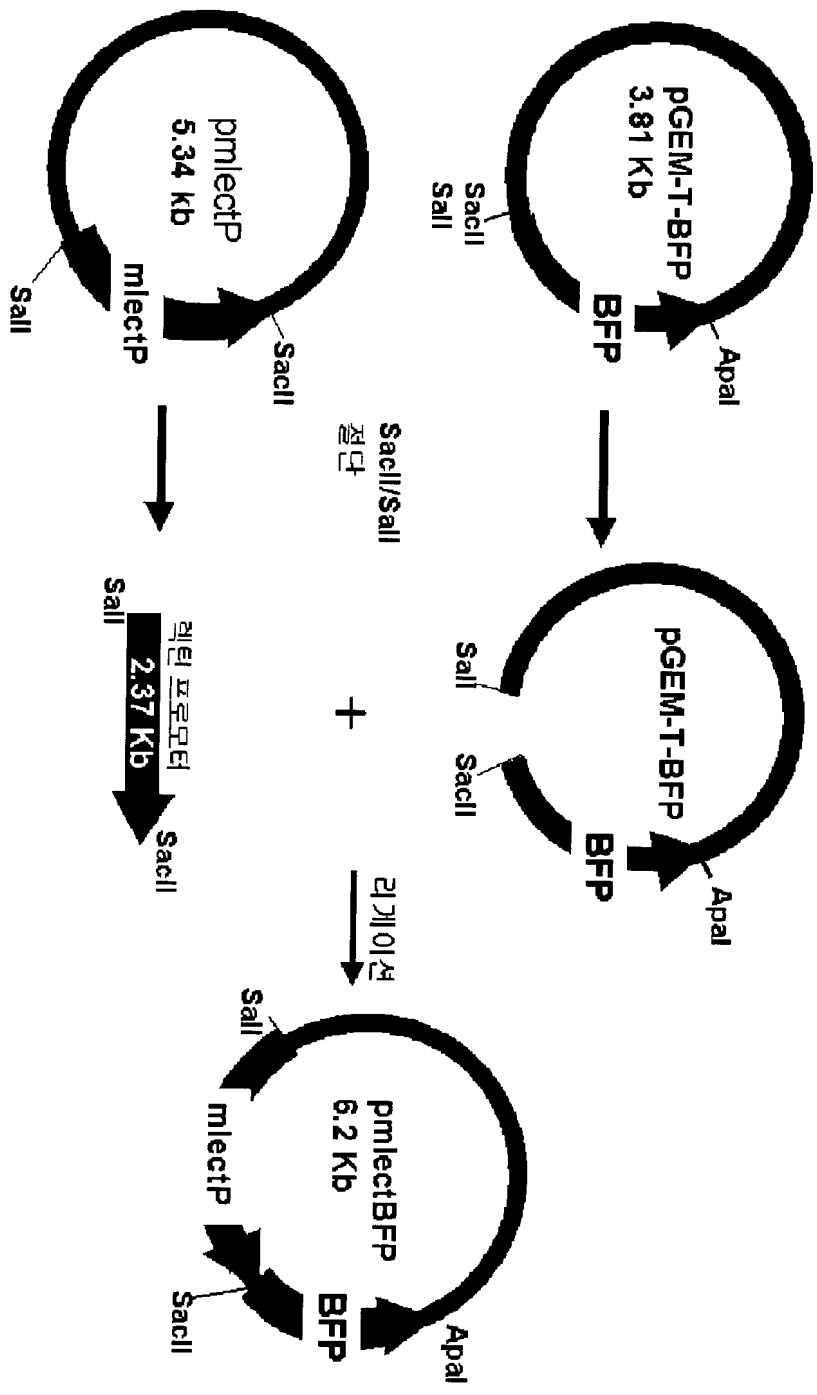 pGEM-T-BFP
3.81 Kb
SacII
SalI
BFP
ApaI
pmlectP
5.34 kb
SalI
mlectP
SacII
SacII/SalI
절단
pGEM-T-BFP
SalI
SacII
BFP
ApaI
+
렉틴 프로모터
SalI
2.37 Kb
SacII
리게이션
pmlectBFP
6.2 Kb
SalI
mlectP
SacII
BFP
ApaI